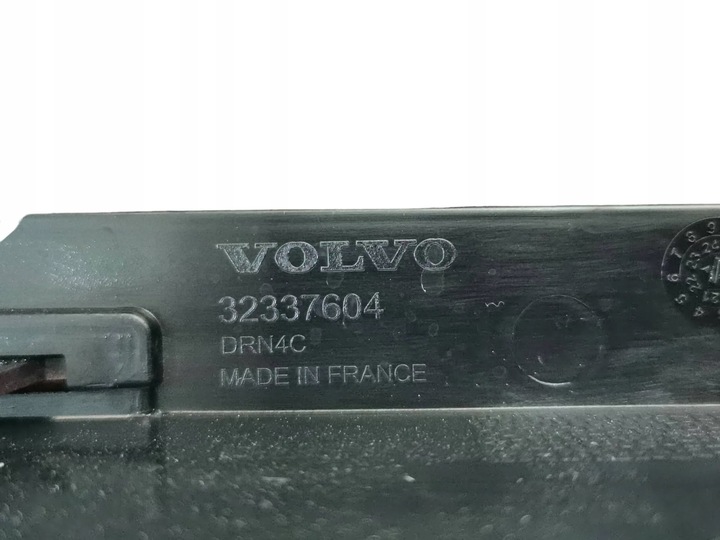 VOLVO
32337604
DRN4C
MADE IN FRANCE